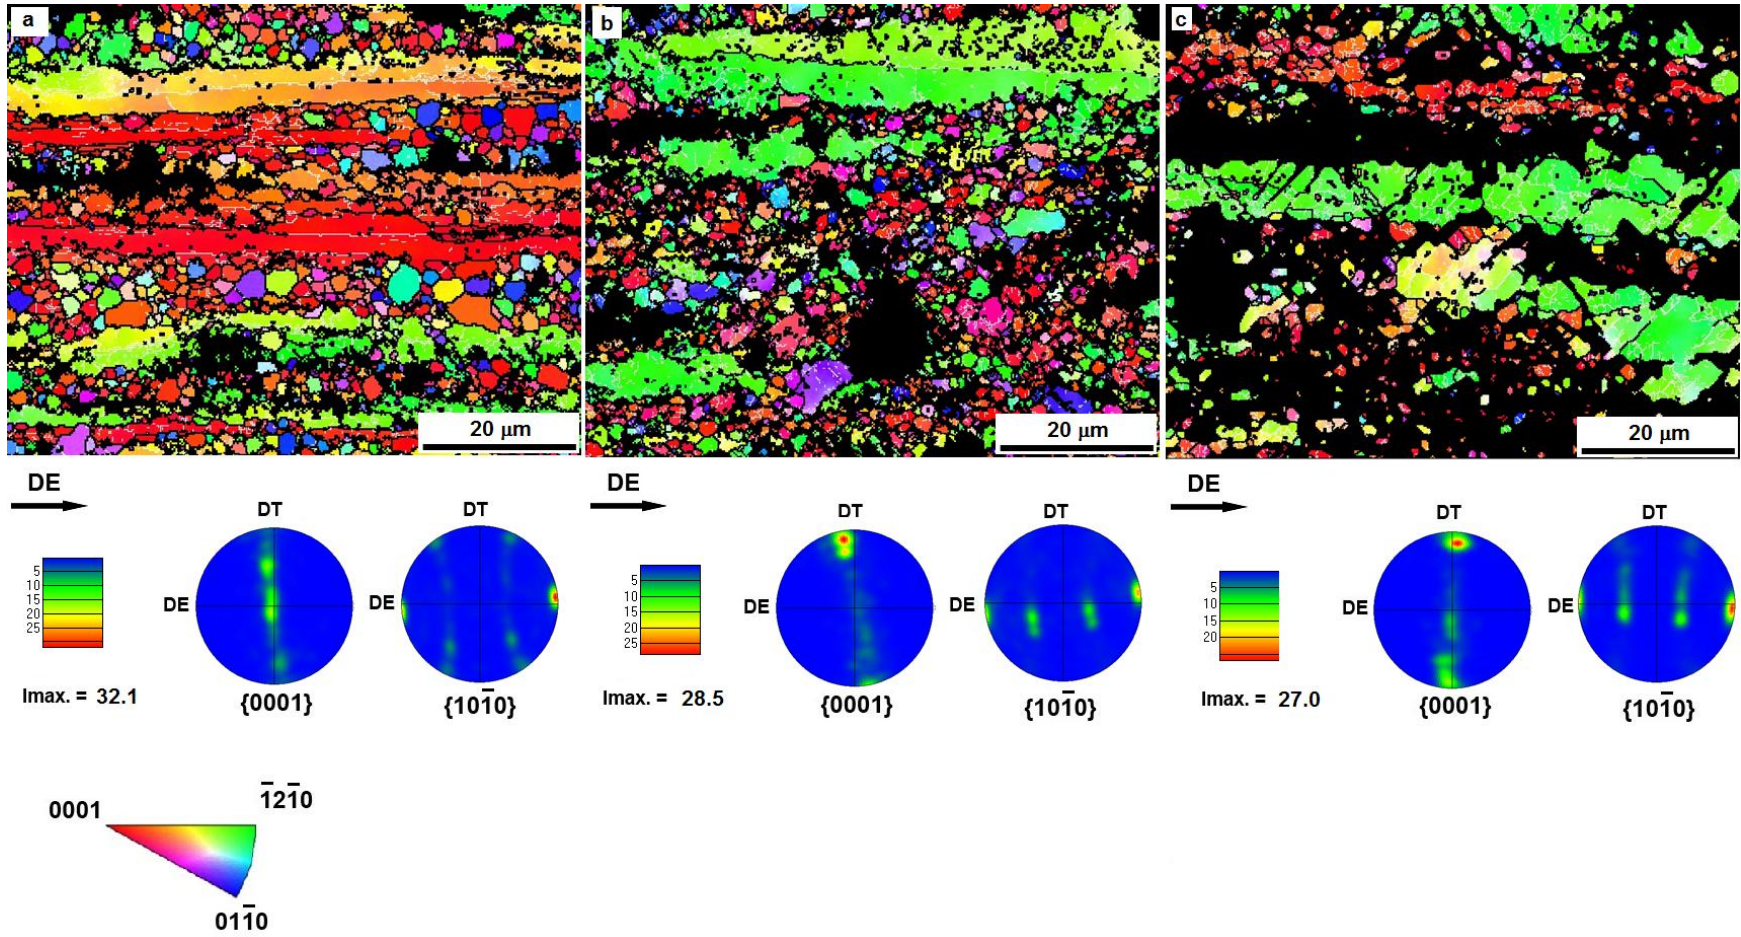 a
b
c
20 μm
20 μm
20 μm
DE
DT
DT
DE
DE
5
10
15
20
25
Imax. = 32.1
{0001}
{101̄0}
DE
DT
DT
DE
DE
5
10
15
20
25
Imax. = 28.5
{0001}
{101̄0}
DE
DT
DT
DE
DE
5
10
15
20
Imax. = 27.0
{0001}
{101̄0}
0001
1̄21̄0
011̄0